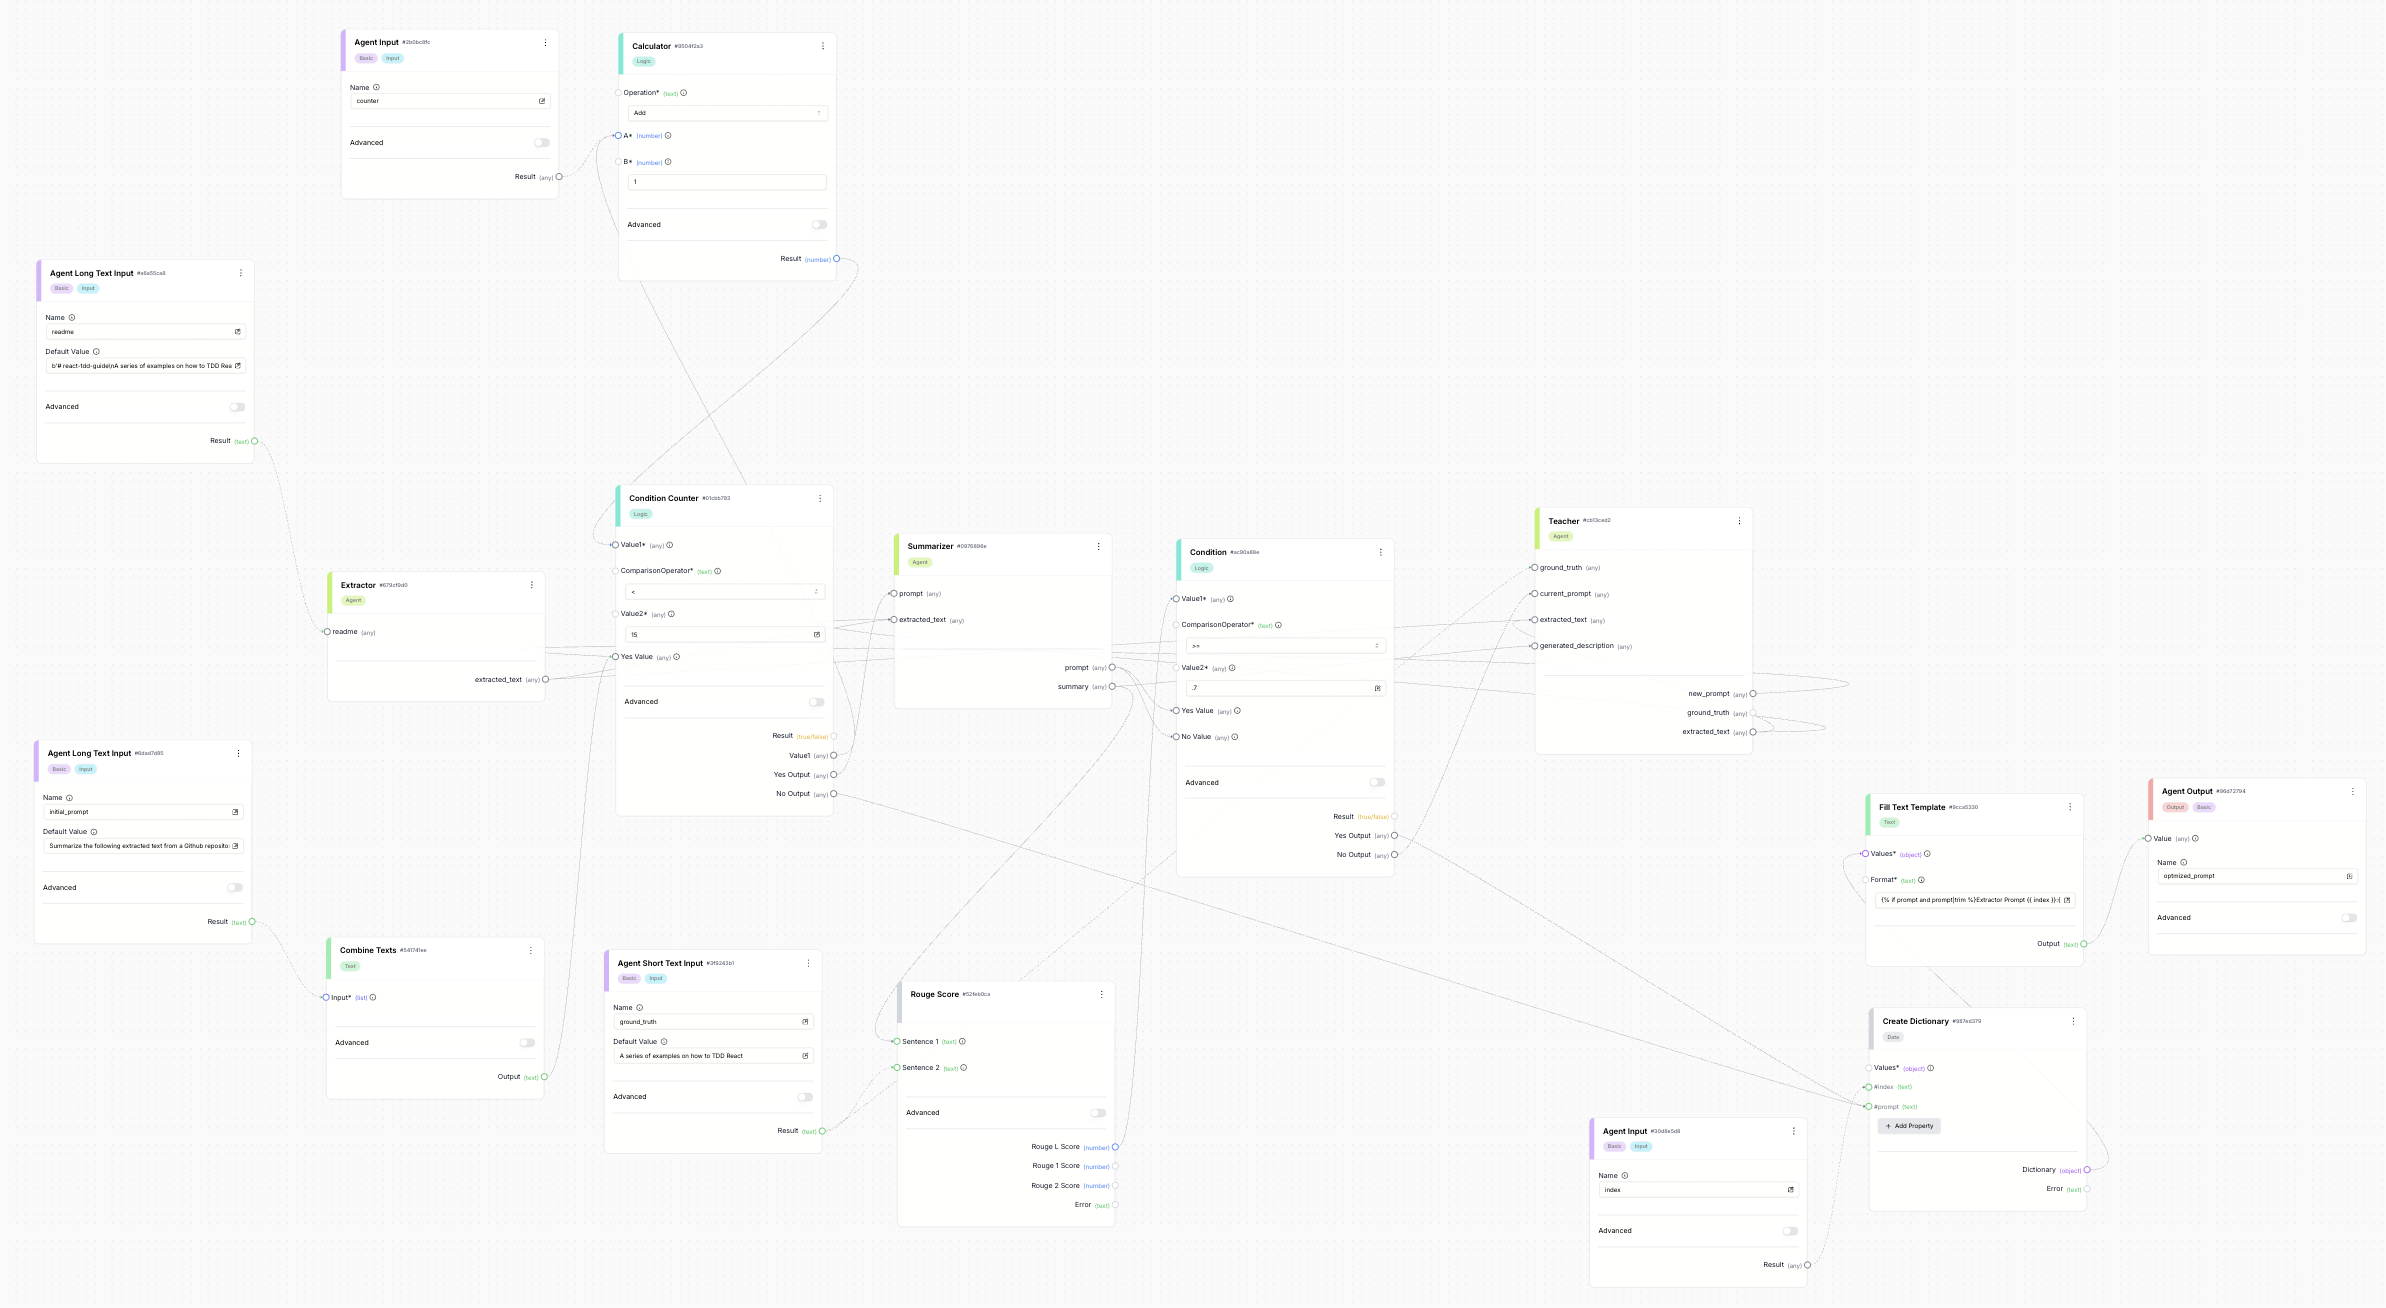 Agent Input #2b0bc8fc
Basic Input
Name
counter
Advanced
Result (any)
Calculator #9504f2a3
Logic
Operation* (text)
Add
A* (number)
B* (number)
1
Advanced
Result (number)
Agent Long Text Input #a6a55ca8
Basic Input
Name
readme
Default Value
b'# react-tdd-guide\nA series of examples on how to TDD Rea
Advanced
Result (text)
Extractor #679cf9d0
Agent
readme (any)
extracted_text (any)
Condition Counter #01cbb783
Logic
Value1* (any)
ComparisonOperator* (text)
<
Value2* (any)
15
Yes Value (any)
Advanced
Result (true/false)
Value1 (any)
Yes Output (any)
No Output (any)
Summarizer #0976896e
Agent
prompt (any)
extracted_text (any)
prompt (any)
summary (any)
Condition #ac90a88e
Logic
Value1* (any)
ComparisonOperator* (text)
>=
Value2* (any)
.7
Yes Value (any)
No Value (any)
Advanced
Result (true/false)
Yes Output (any)
No Output (any)
Teacher #cb13ced2
Agent
ground_truth (any)
current_prompt (any)
extracted_text (any)
generated_description (any)
new_prompt (any)
ground_truth (any)
extracted_text (any)
Agent Long Text Input #6dad7d85
Basic Input
Name
initial_prompt
Default Value
Summarize the following extracted text from a Github reposito
Advanced
Result (text)
Combine Texts #541741ee
Text
Input* (list)
Advanced
Output (text)
Agent Short Text Input #3f9243b1
Basic Input
Name
ground_truth
Default Value
A series of examples on how to TDD React
Advanced
Result (text)
Rouge Score #52feb0ca
Sentence 1 (text)
Sentence 2 (text)
Advanced
Rouge L Score (number)
Rouge 1 Score (number)
Rouge 2 Score (number)
Error (text)
Fill Text Template #9cca5330
Text
Values* (object)
Format* (text)
{% if prompt and prompt|trim %}Extractor Prompt {{ index }}:{
Output (text)
Agent Output #96d72794
Output Basic
Value (any)
Name
optmized_prompt
Advanced
Create Dictionary #987ed379
Data
Values* (object)
#index (text)
#prompt (text)
+ Add Property
Dictionary (object)
Error (text)
Agent Input #30d8e5d8
Basic Input
Name
index
Advanced
Result (any)